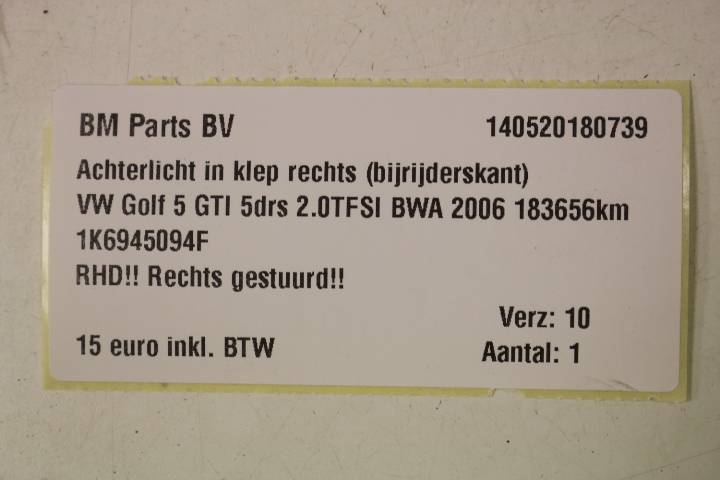 BM Parts BV 140520180739
Achterlicht in klep rechts (bijrijderskant)
VW Golf 5 GTI 5drs 2.0TFSI BWA 2006 183656km
1K6945094F
RHD!! Rechts gestuurd!!
Verz: 10
15 euro inkl. BTW Aantal: 1